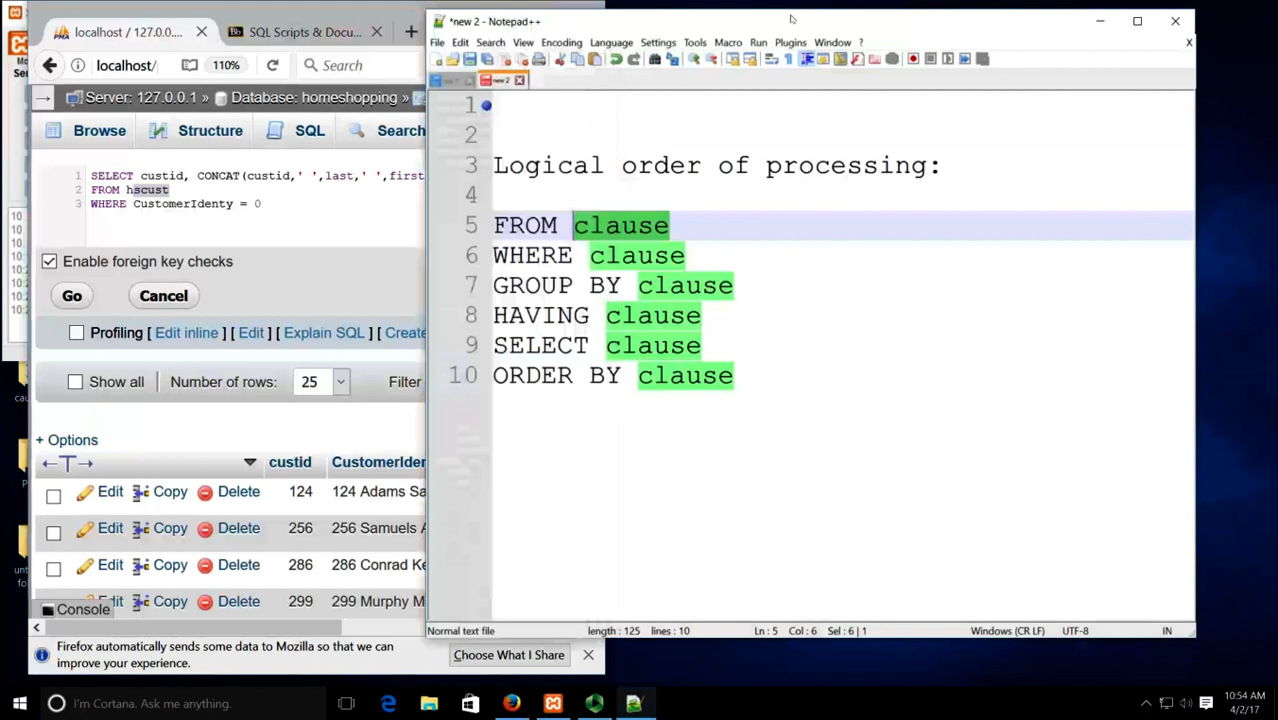 localhost / 127.0.0....
SQL Scripts & Docu...
localhost
110%
Search
Server: 127.0.0.1 » Database: homeshopping »
Browse
Structure
SQL
Search
1 SELECT custid, CONCAT(custid,' ',last,' ',first
2 FROM hscust
3 WHERE CustomerIdenty = 0
Enable foreign key checks
Go
Cancel
Profiling [ Edit inline ] [ Edit ] [ Explain SQL ] [ Create
Show all
Number of rows:
25
Filter
+ Options
custid
CustomerIden
Edit Copy Delete 124 124 Adams Sa
Edit Copy Delete 256 256 Samuels A
Edit Copy Delete 286 286 Conrad Ke
Edit Copy Delete 299 299 Murphy M
Console
Firefox automatically sends some data to Mozilla so that we can
improve your experience.
Choose What I Share
*new 2 - Notepad++
File Edit Search View Encoding Language Settings Tools Macro Run Plugins Window ?
X
new 2
1
2
3 Logical order of processing:
4
5 FROM clause
6 WHERE clause
7 GROUP BY clause
8 HAVING clause
9 SELECT clause
10 ORDER BY clause
Normal text file
length : 125 lines : 10
Ln : 5 Col : 6 Sel : 6 | 1
Windows (CR LF)
UTF-8
IN
I'm Cortana. Ask me anything.
10:54 AM
4/2/17